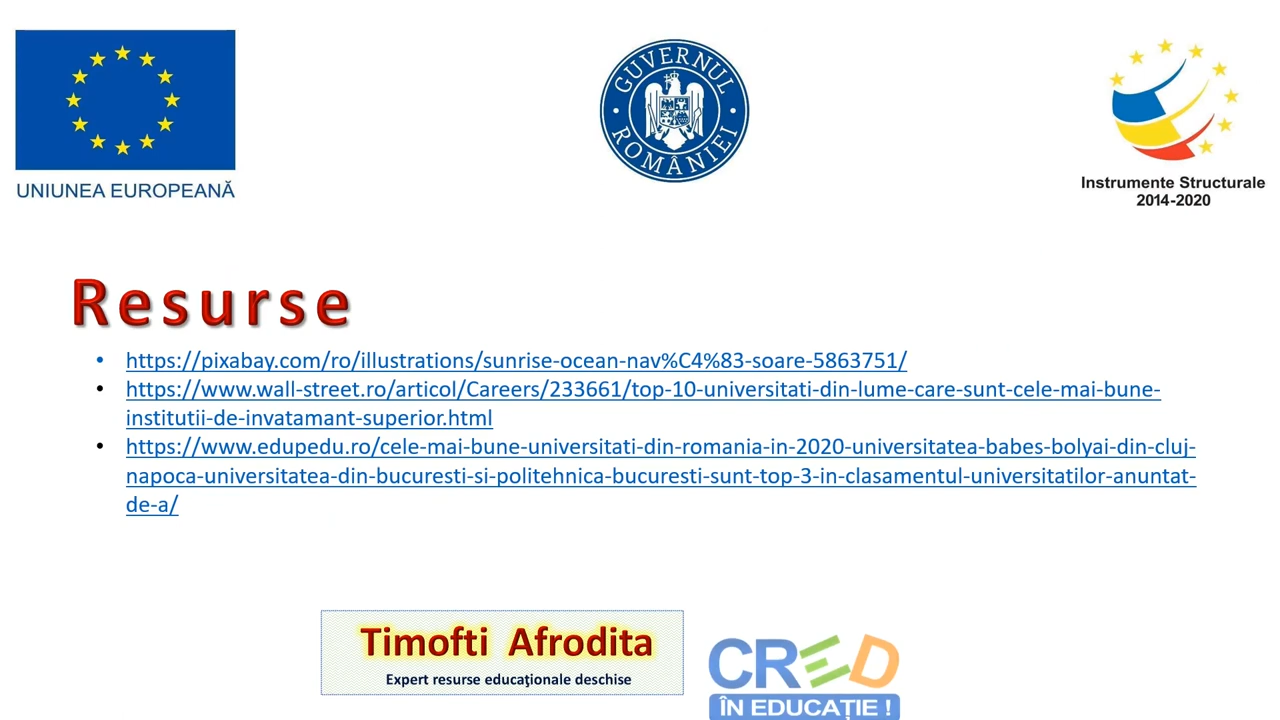 UNIUNEA EUROPEANĂ
GUVERNUL ROMÂNIEI
Instrumente Structurale
2014-2020
Resurse
• https://pixabay.com/ro/illustrations/sunrise-ocean-nav%C4%83-soare-5863751/
• https://www.wall-street.ro/articol/Careers/233661/top-10-universitati-din-lume-care-sunt-cele-mai-bune-
institutii-de-invatamant-superior.html
• https://www.edupedu.ro/cele-mai-bune-universitati-din-romania-in-2020-universitatea-babes-bolyai-din-cluj-
napoca-universitatea-din-bucuresti-si-politehnica-bucuresti-sunt-top-3-in-clasamentul-universitatilor-anuntat-
de-a/
Timofti Afrodita
Expert resurse educaţionale deschise
CRED
ÎN EDUCAȚIE !